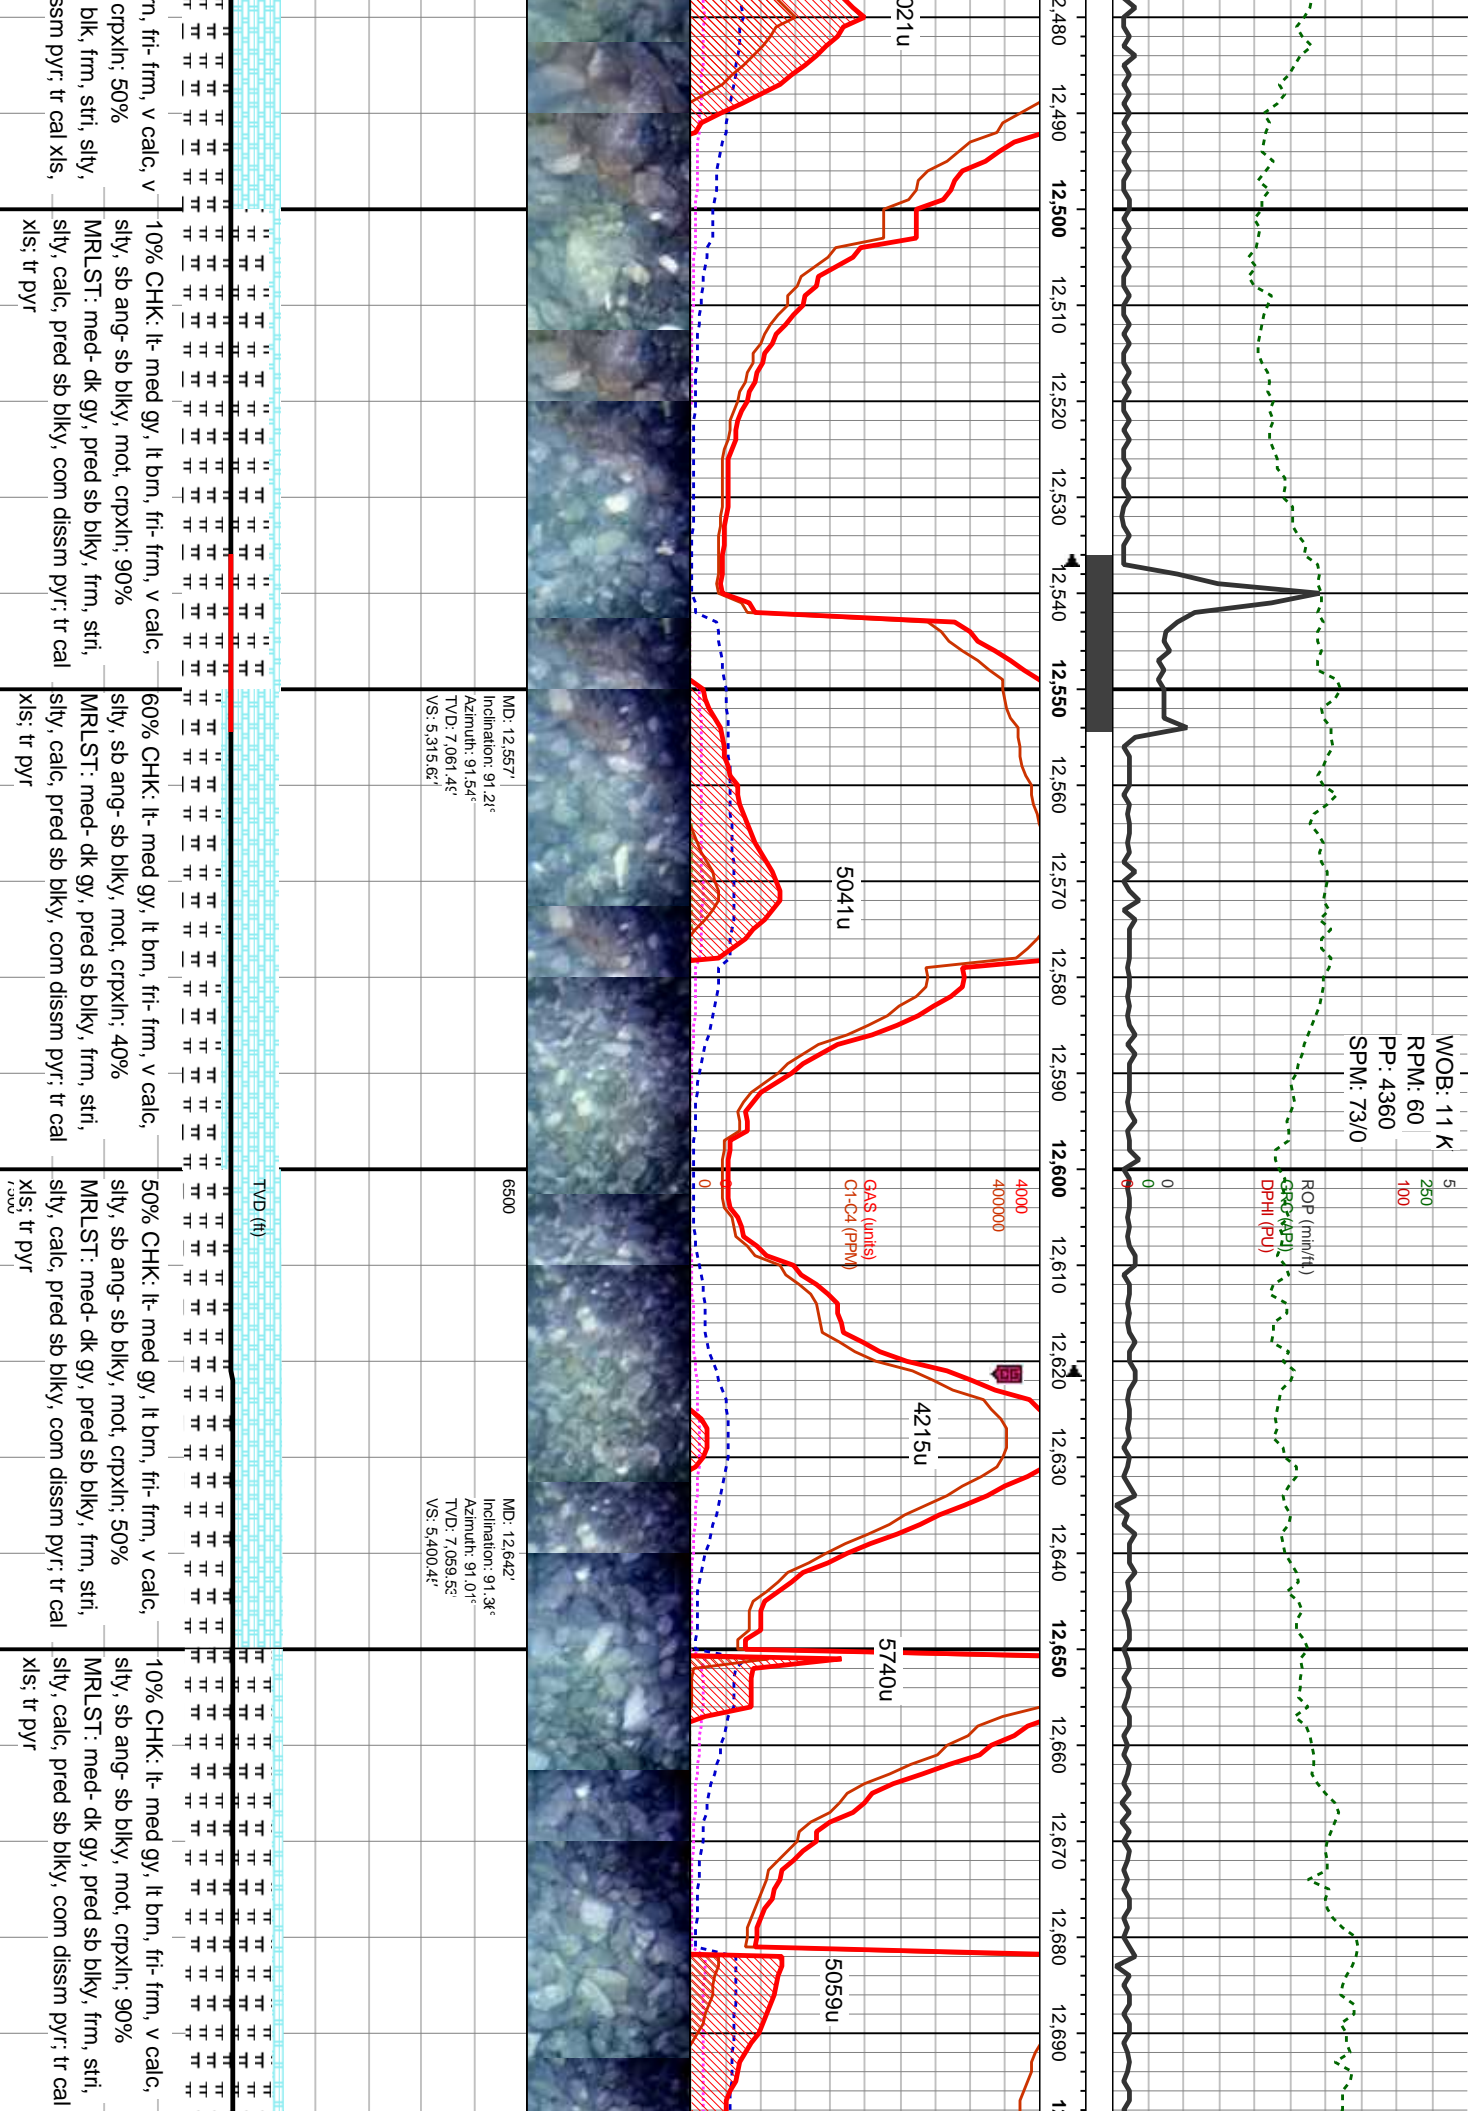 5
250
100
ROP (min/ft.)
GRC (API)
DPHI (PU)
0
0
0
WOB: 11 K
RPM: 60
PP: 4360
SPM: 73/0
12,480
12,490
12,500
12,510
12,520
12,530
12,540
12,550
12,560
12,570
12,580
12,590
12,600
12,610
12,620
12,630
12,640
12,650
12,660
12,670
12,680
12,690
4000
400000
GAS (units)
C1-C4 (PPM)
0
021u
5041u
4215u
5740u
5059u
MD: 12,557'
Inclination: 91.2
Azimuth: 91.54°
TVD: 7,061.4
VS: 5,315.6
6500
MD: 12,642'
Inclination: 91.3
Azimuth: 91.01°
TVD: 7,059.5
VS: 5,400.4
TVD (ft)
rn, fri- frm, v calc, v
crpxln; 50%
blk, frm, stri, slty,
ssm pyr; tr cal xls,
10% CHK: lt- med gy, lt brn, fri- frm, v calc,
slty, sb ang- sb blky, mot, crpxln; 90%
MRLST: med- dk gy, pred sb blky, frm, stri,
slty, calc, pred sb blky, com dissm pyr; tr cal
xls; tr pyr
60% CHK: lt- med gy, lt brn, fri- frm, v calc,
slty, sb ang- sb blky, mot, crpxln; 40%
MRLST: med- dk gy, pred sb blky, frm, stri,
slty, calc, pred sb blky, com dissm pyr; tr cal
xls; tr pyr
50% CHK: lt- med gy, lt brn, fri- frm, v calc,
slty, sb ang- sb blky, mot, crpxln; 50%
MRLST: med- dk gy, pred sb blky, frm, stri,
slty, calc, pred sb blky, com dissm pyr; tr cal
xls; tr pyr
10% CHK: lt- med gy, lt brn, fri- frm, v calc,
slty, sb ang- sb blky, mot, crpxln; 90%
MRLST: med- dk gy, pred sb blky, frm, stri,
slty, calc, pred sb blky, com dissm pyr; tr cal
xls; tr pyr